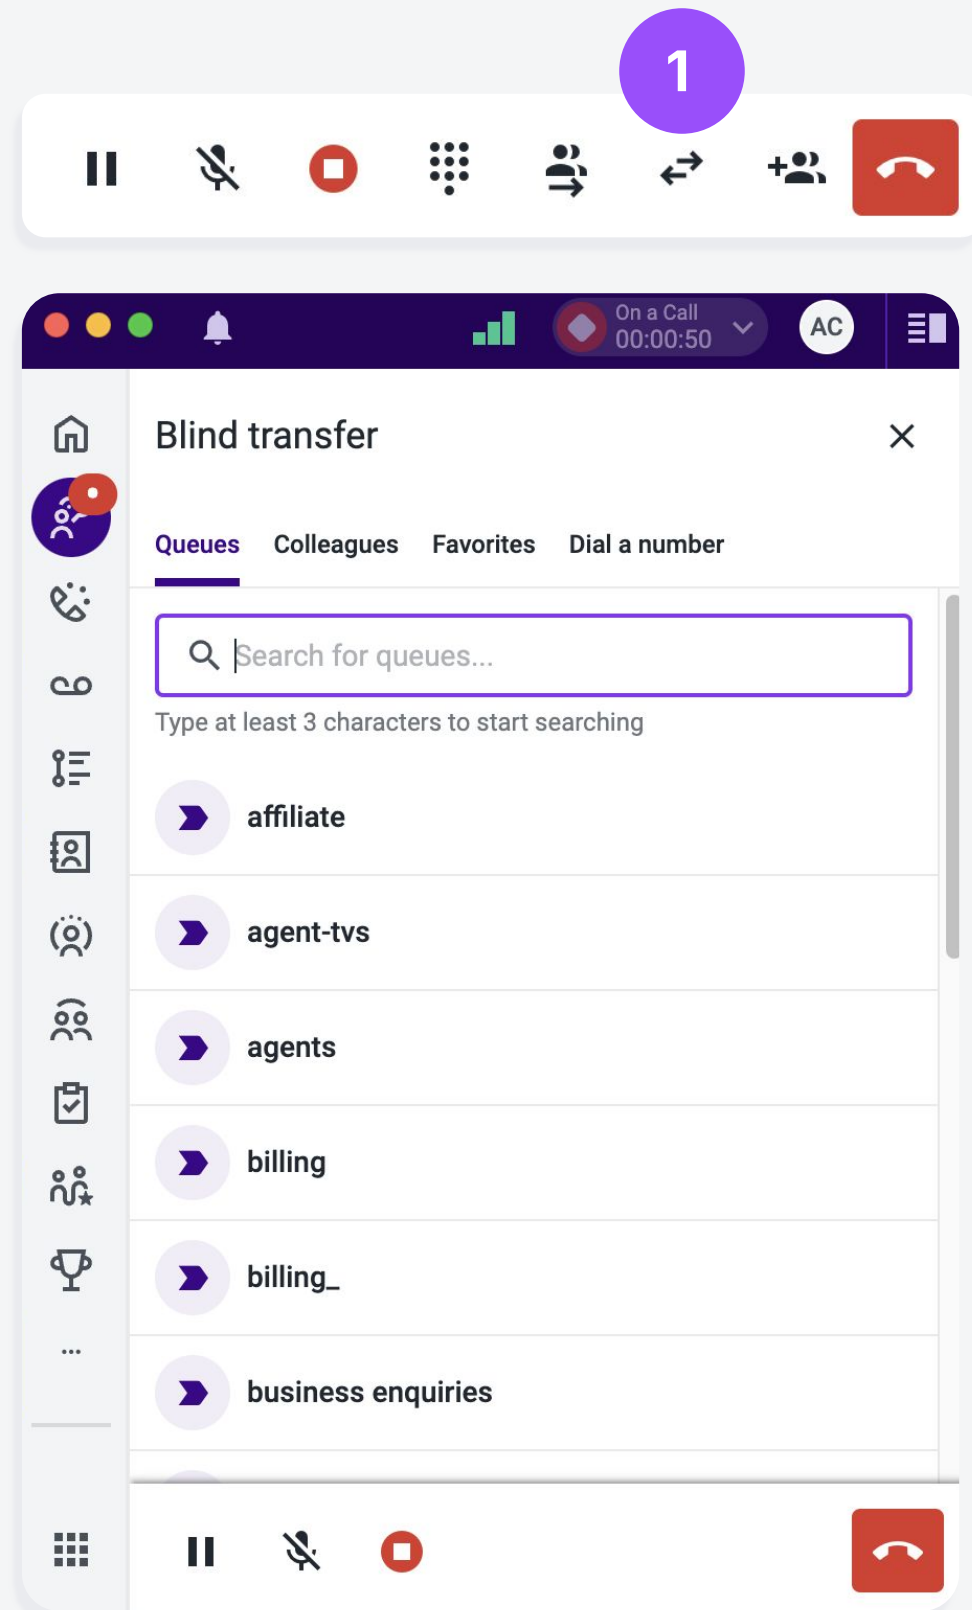 1
On a Call
00:00:50
AC
Blind transfer
Queues Colleagues Favorites Dial a number
Search for queues...
Type at least 3 characters to start searching
affiliate
agent-tvs
agents
billing
billing_
business enquiries